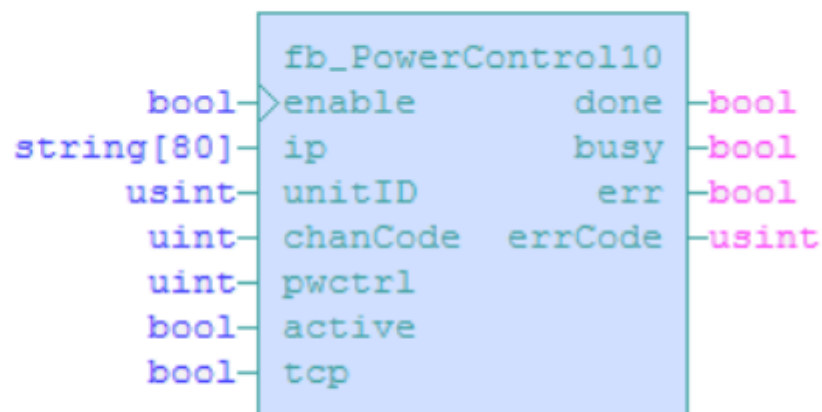 fb_PowerControl10
bool enable done bool
string[80] ip busy bool
usint unitID err bool
uint chanCode errCode usint
uint pwctrl
bool active
bool tcp